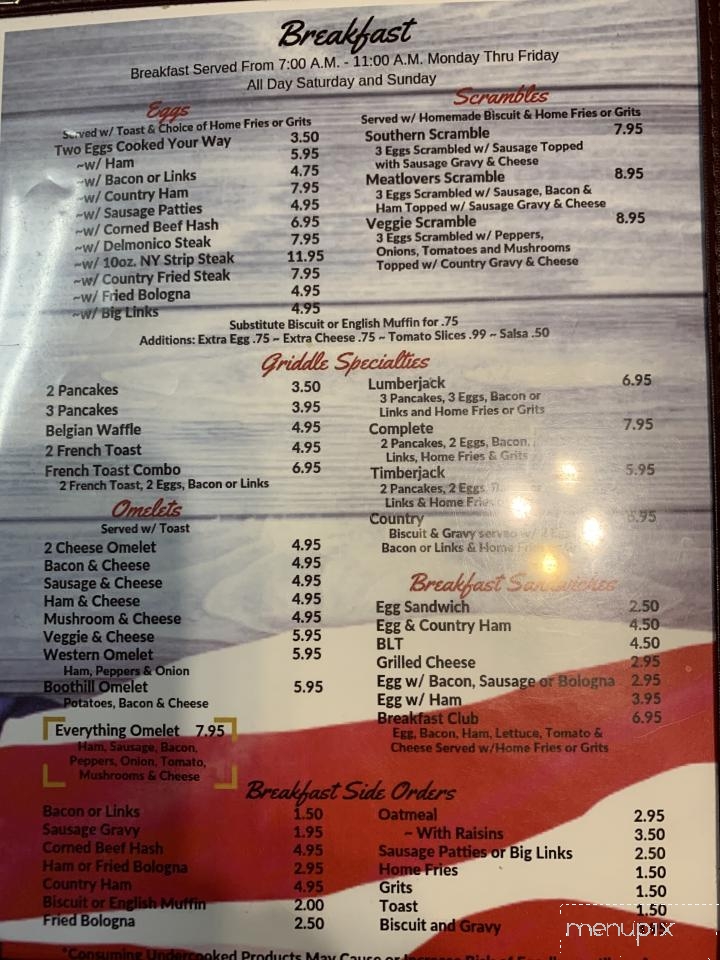 Breakfast
Breakfast Served From 7:00 A.M. - 11:00 A.M. Monday Thru Friday
All Day Saturday and Sunday
Eggs
Served w/ Toast & Choice of Home Fries or Grits
Two Eggs Cooked Your Way 3.50
~w/ Ham 5.95
~w/ Bacon or Links 4.75
~w/ Country Ham 7.95
~w/ Sausage Patties 4.95
~w/ Corned Beef Hash 6.95
~w/ Delmonico Steak 7.95
~w/ 10oz. NY Strip Steak 11.95
~w/ Country Fried Steak 7.95
~w/ Fried Bologna 4.95
~w/ Big Links 4.95
Scrambles
Served w/ Homemade Biscuit & Home Fries or Grits
Southern Scramble 7.95
3 Eggs Scrambled w/ Sausage Topped
with Sausage Gravy & Cheese
Meatlovers Scramble 8.95
3 Eggs Scrambled w/ Sausage, Bacon &
Ham Topped w/ Sausage Gravy & Cheese
Veggie Scramble 8.95
3 Eggs Scrambled w/ Peppers,
Onions, Tomatoes and Mushrooms
Topped w/ Country Gravy & Cheese
Substitute Biscuit or English Muffin for .75
Additions: Extra Egg .75 ~ Extra Cheese .75 ~ Tomato Slices .99 ~ Salsa .50
Griddle Specialties
2 Pancakes 3.50
3 Pancakes 3.95
Belgian Waffle 4.95
2 French Toast 4.95
French Toast Combo 6.95
2 French Toast, 2 Eggs, Bacon or Links
Lumberjack 6.95
3 Pancakes, 3 Eggs, Bacon or
Links and Home Fries or Grits
Complete 7.95
2 Pancakes, 2 Eggs, Bacon,
Links, Home Fries & Grits
Timberjack 5.95
2 Pancakes, 2 Eggs,
Links & Home Fries
Country
Biscuit & Gravy served w/ 2
Bacon or Links & Home
Omelets
Served w/ Toast
2 Cheese Omelet 4.95
Bacon & Cheese 4.95
Sausage & Cheese 4.95
Ham & Cheese 4.95
Mushroom & Cheese 4.95
Veggie & Cheese 5.95
Western Omelet 5.95
Ham, Peppers & Onion
Boothill Omelet 5.95
Potatoes, Bacon & Cheese
Everything Omelet 7.95
Ham, Sausage, Bacon,
Peppers, Onion, Tomato,
Mushrooms & Cheese
Breakfast Sandwiches
Egg Sandwich 2.50
Egg & Country Ham 4.50
BLT 4.50
Grilled Cheese 2.95
Egg w/ Bacon, Sausage or Bologna 2.95
Egg w/ Ham 3.95
Breakfast Club 6.95
Egg, Bacon, Ham, Lettuce, Tomato &
Cheese Served w/Home Fries or Grits
Breakfast Side Orders
Bacon or Links 1.50
Sausage Gravy 1.95
Corned Beef Hash 4.95
Ham or Fried Bologna 2.95
Country Ham 4.95
Biscuit or English Muffin 2.00
Fried Bologna 2.50
Oatmeal 2.95
~ With Raisins 3.50
Sausage Patties or Big Links 2.50
Home Fries 1.50
Grits 1.50
Toast 1.50
Biscuit and Gravy
*Consuming Undercooked Products May Cause or Increase Risk of
menupix